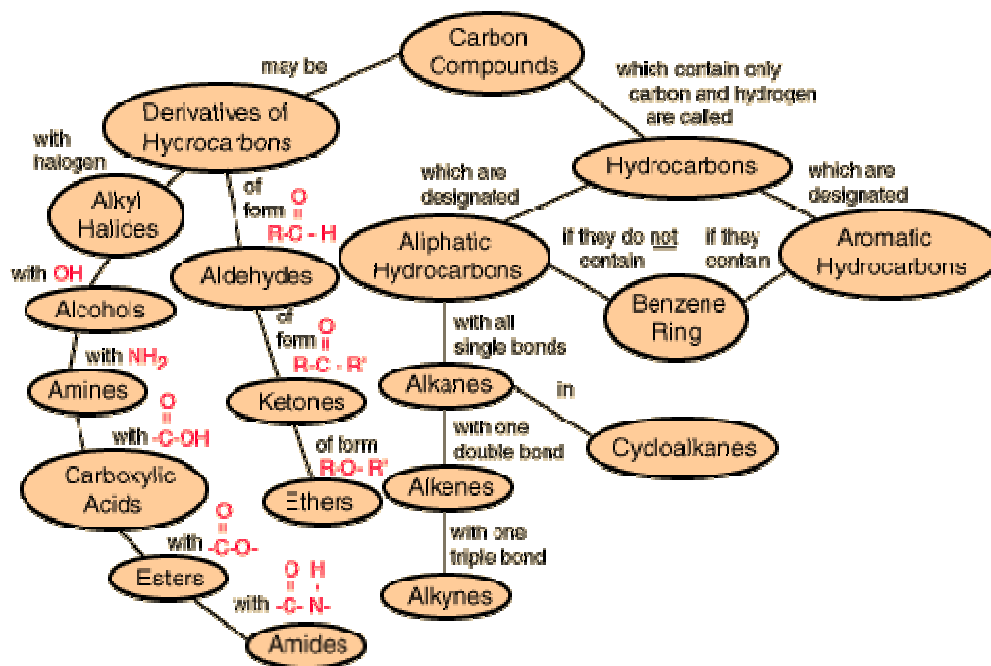 Carbon
Compounds
may be
which contain only
carbon and hydrogen
are called
Derivatives of
Hydrocarbons
with
halogen
Hydrocarbons
which are
designated
which are
designated
Alkyl
Halides
of
form
O
R-C - H
Aliphatic
Hydrocarbons
if they do not
contain
if they
contan
Aromatic
Hydrocarbons
with OH
Aldehydes
Alcohols
Benzene
Ring
of
form
O
R-C - R'
with all
single bonds
with NH2
Amines
Ketones
Alkanes
in
O
with -C-OH
of form
R-O- R'
with one
double bond
Cycloalkanes
Carboxylic
Acids
Ethers
Alkenes
O
with -C-O-
with one
triple bond
Esters
O H
with -C- N-
Alkynes
Amides